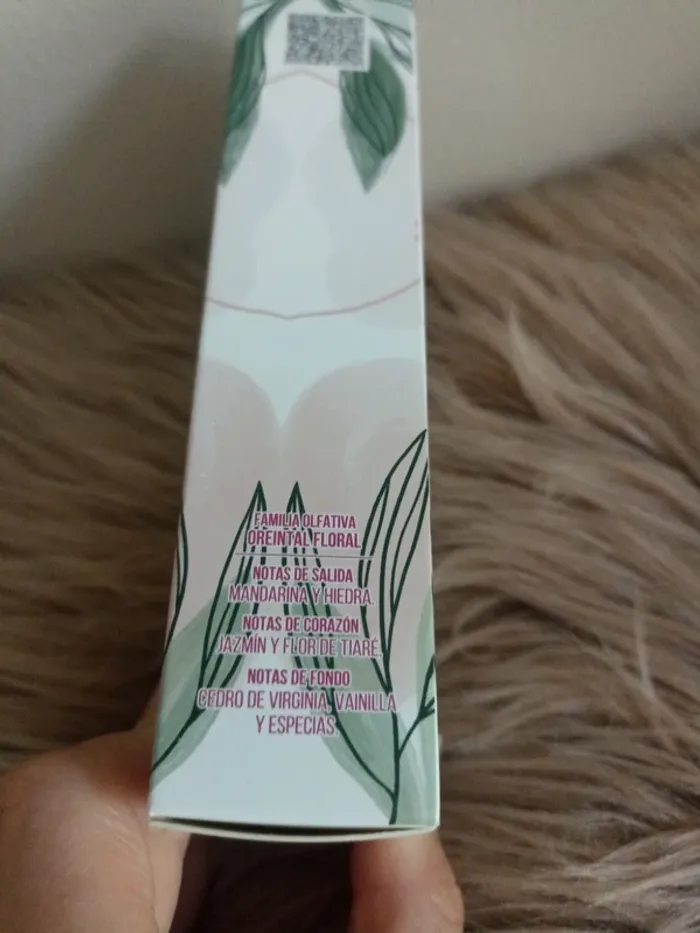 FAMILIA OLFATIVA
OREINTAL FLORAL
NOTAS DE SALIDA
MANDARINA Y HIEDRA.
NOTAS DE CORAZÓN
JAZMÍN Y FLOR DE TIARÉ.
NOTAS DE FONDO
CEDRO DE VIRGINIA, VAINILLA
Y ESPECIAS.